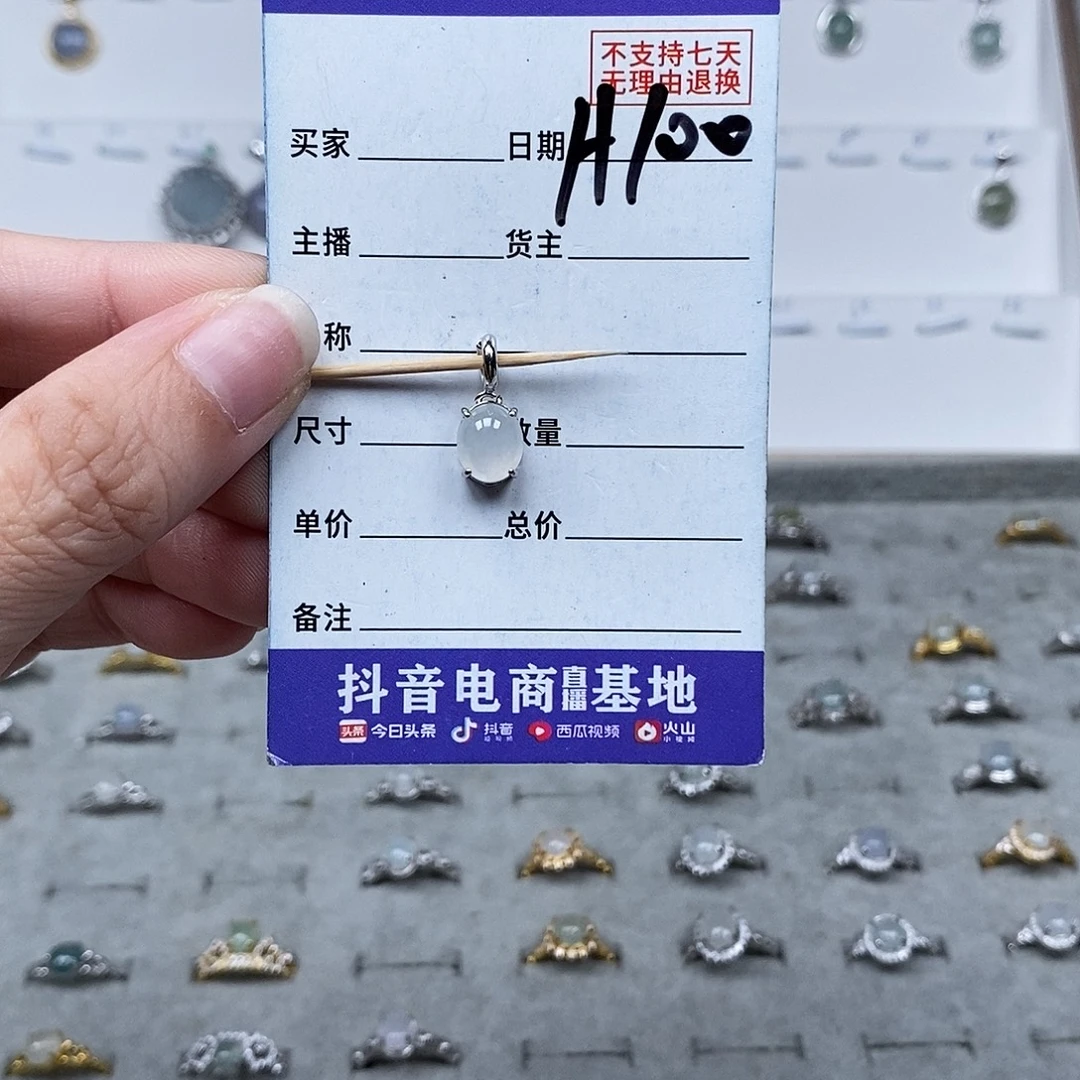 不支持七天
无理由退换
H100
买家 日期
主播 货主
称
尺寸 数量
单价 总价
备注
抖音电商直播基地
头条 今日头条 抖音 西瓜视频 火山